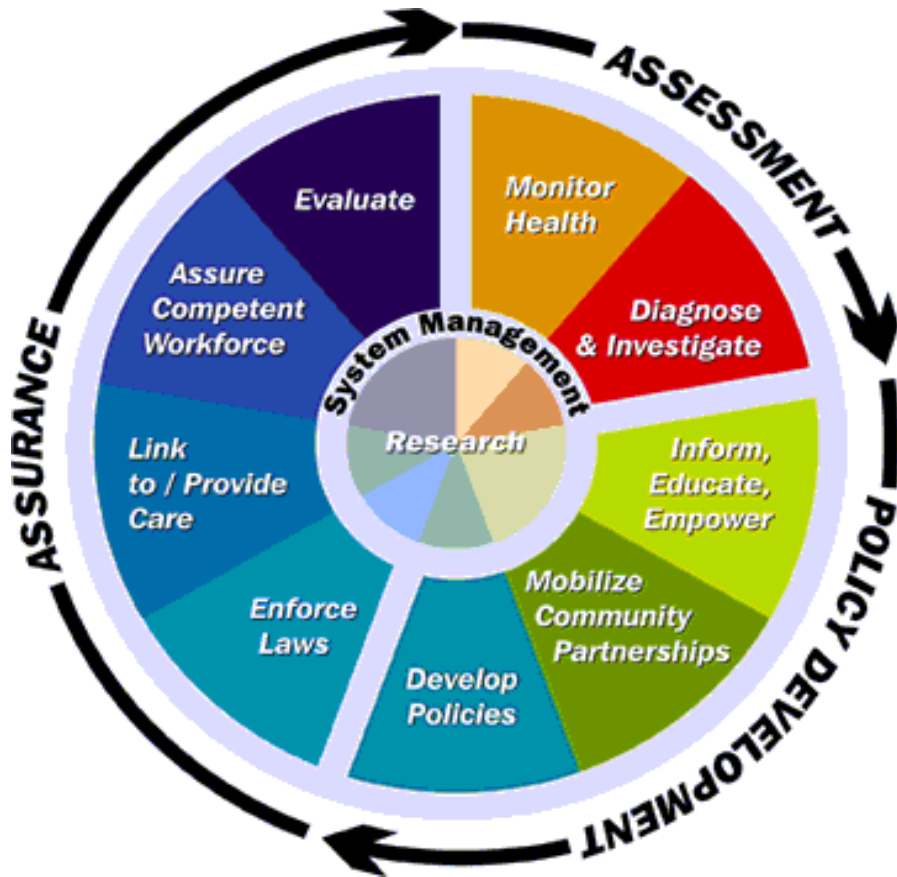 ASSESSMENT
Monitor
Health
Diagnose
& Investigate
POLICY DEVELOPMENT
Inform,
Educate,
Empower
Mobilize
Community
Partnerships
Develop
Policies
ASSURANCE
Enforce
Laws
Link
to / Provide
Care
Assure
Competent
Workforce
Evaluate
System Management
Research